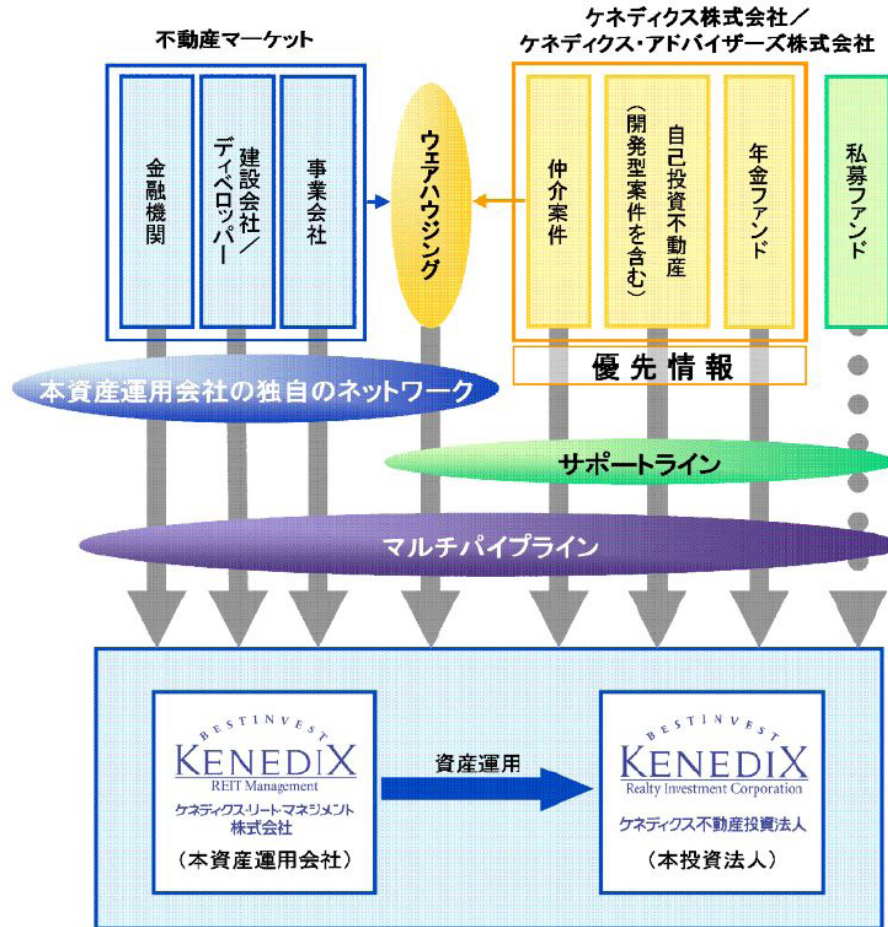 不動産マーケット
ケネディクス株式会社／
ケネディクス・アドバイザーズ株式会社
金融機関
建設会社／
ディベロッパー
事業会社
ウェアハウジング
仲介案件
自己投資不動産
（開発型案件を含む）
年金ファンド
私募ファンド
優先情報
本資産運用会社の独自のネットワーク
サポートライン
マルチパイプライン
BESTINVEST
KENEDIX
REIT Management
ケネディクス・リート・マネジメント
株式会社
（本資産運用会社）
資産運用
BESTINVEST
KENEDIX
Realty Investment Corporation
ケネディクス不動産投資法人
（本投資法人）